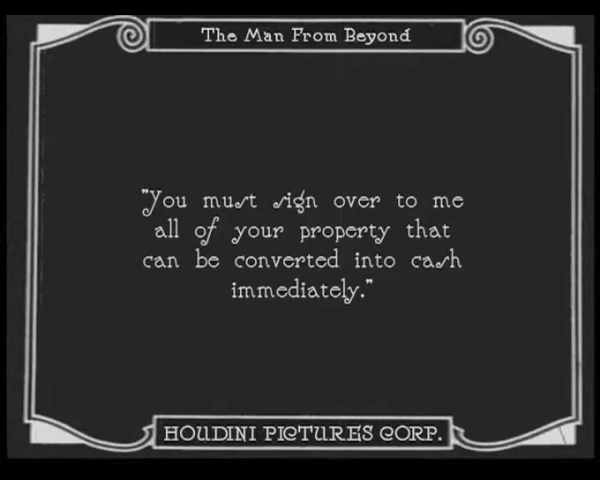 The Man From Beyond
"You must sign over to me
all of your property that
can be converted into cash
immediately."
HOUDINI PICTURES CORP.